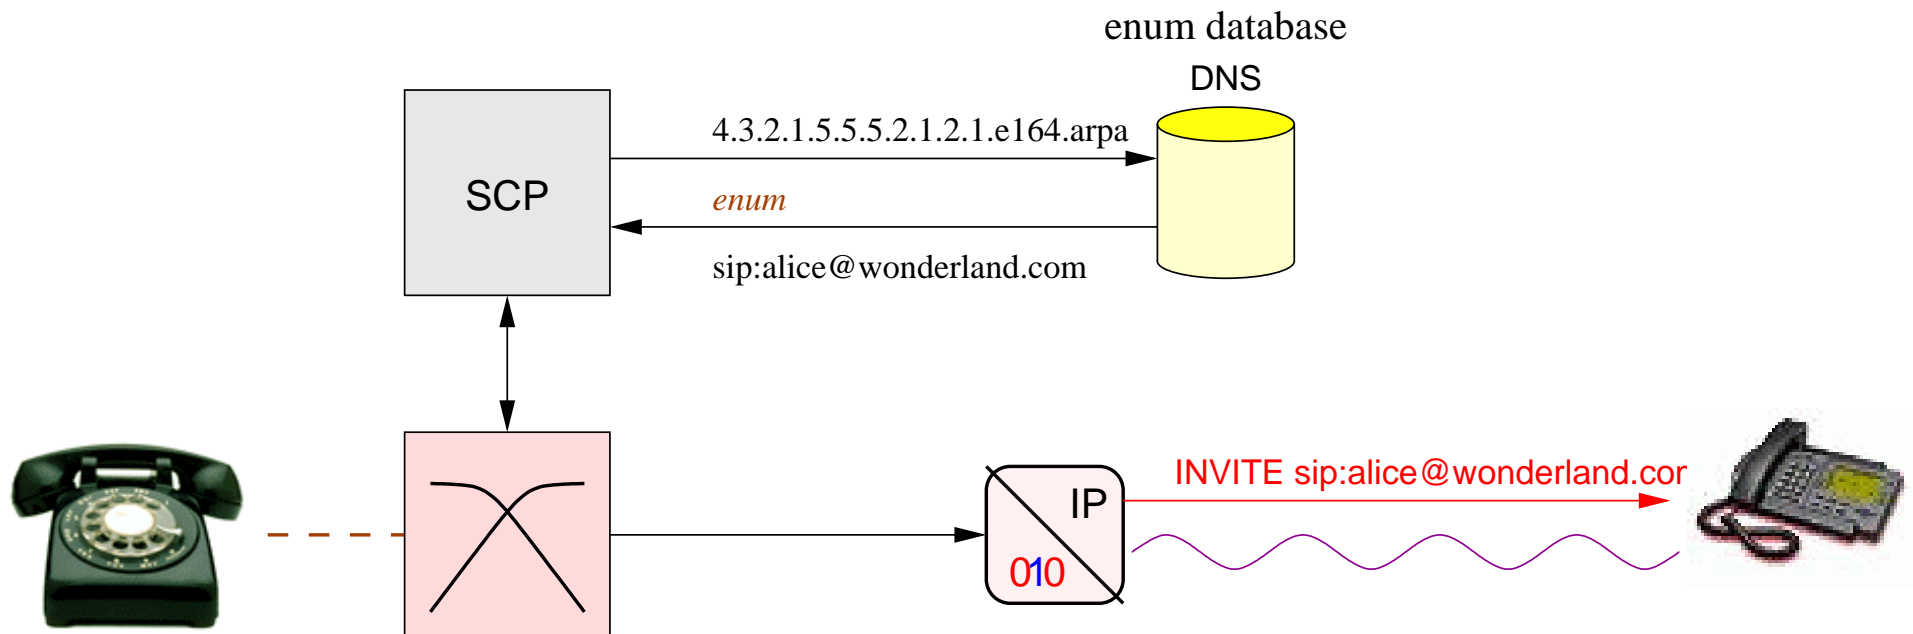 enum database
DNS
4.3.2.1.5.5.5.2.1.2.1.e164.arpa
SCP
enum
sip:alice@wonderland.com
INVITE sip:alice@wonderland.com
IP
010